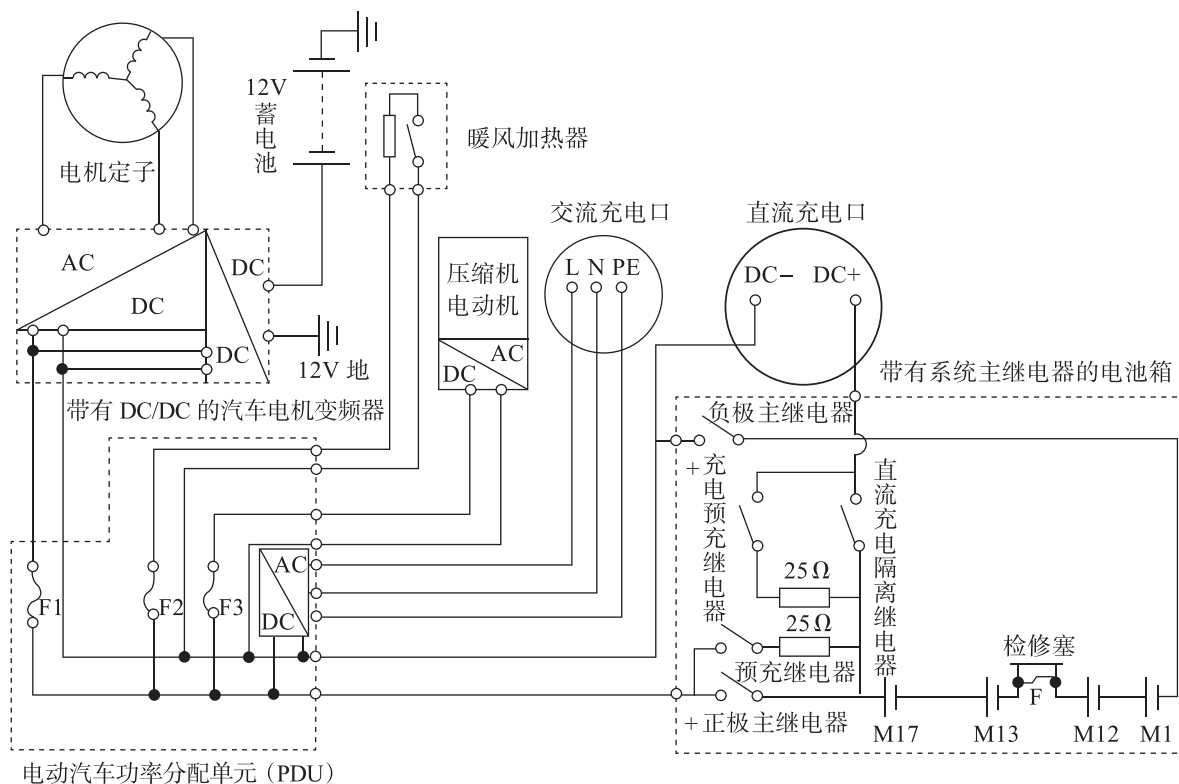 12V
蓄电池
暖风加热器
电机定子
交流充电口
直流充电口
AC
DC
DC
DC
压缩机
电动机
AC
DC
L N PE
DC− DC+
12V 地
带有 DC/DC 的汽车电机变频器
带有系统主继电器的电池箱
负极主继电器
+充电预充继电器
直流充电隔离继电器
AC
DC
F1
F2
F3
25Ω
25Ω
预充继电器
检修塞
F
+正极主继电器
M17
M13
M12
M1
电动汽车功率分配单元（PDU）